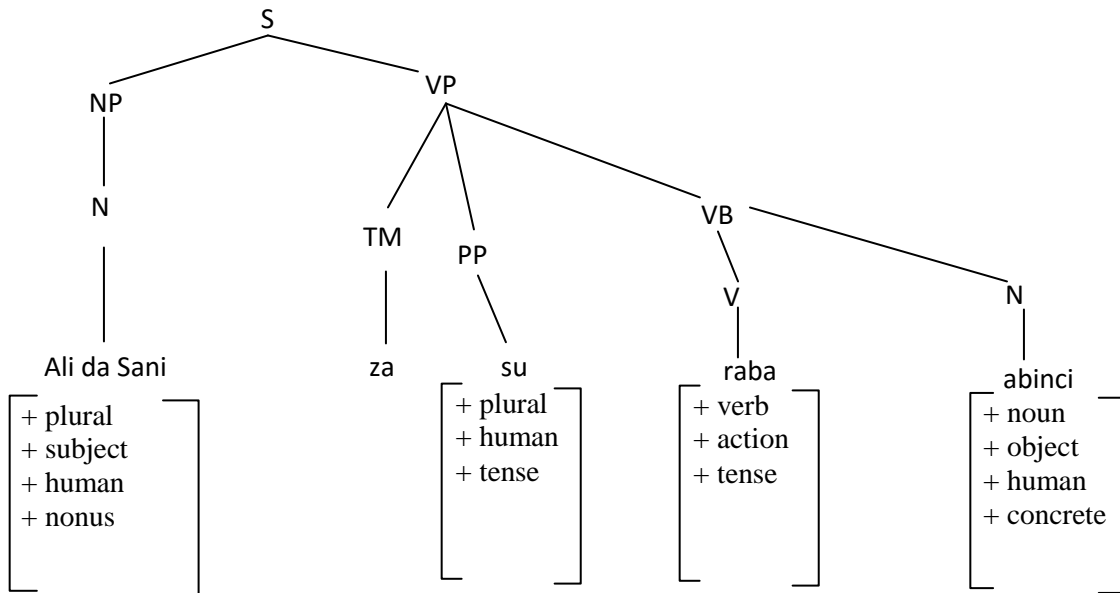 S
NP VP
N TM PP VB
V N
Ali da Sani za su raba abinci
+ plural
+ subject
+ human
+ nonus
+ plural
+ human
+ tense
+ verb
+ action
+ tense
+ noun
+ object
+ human
+ concrete